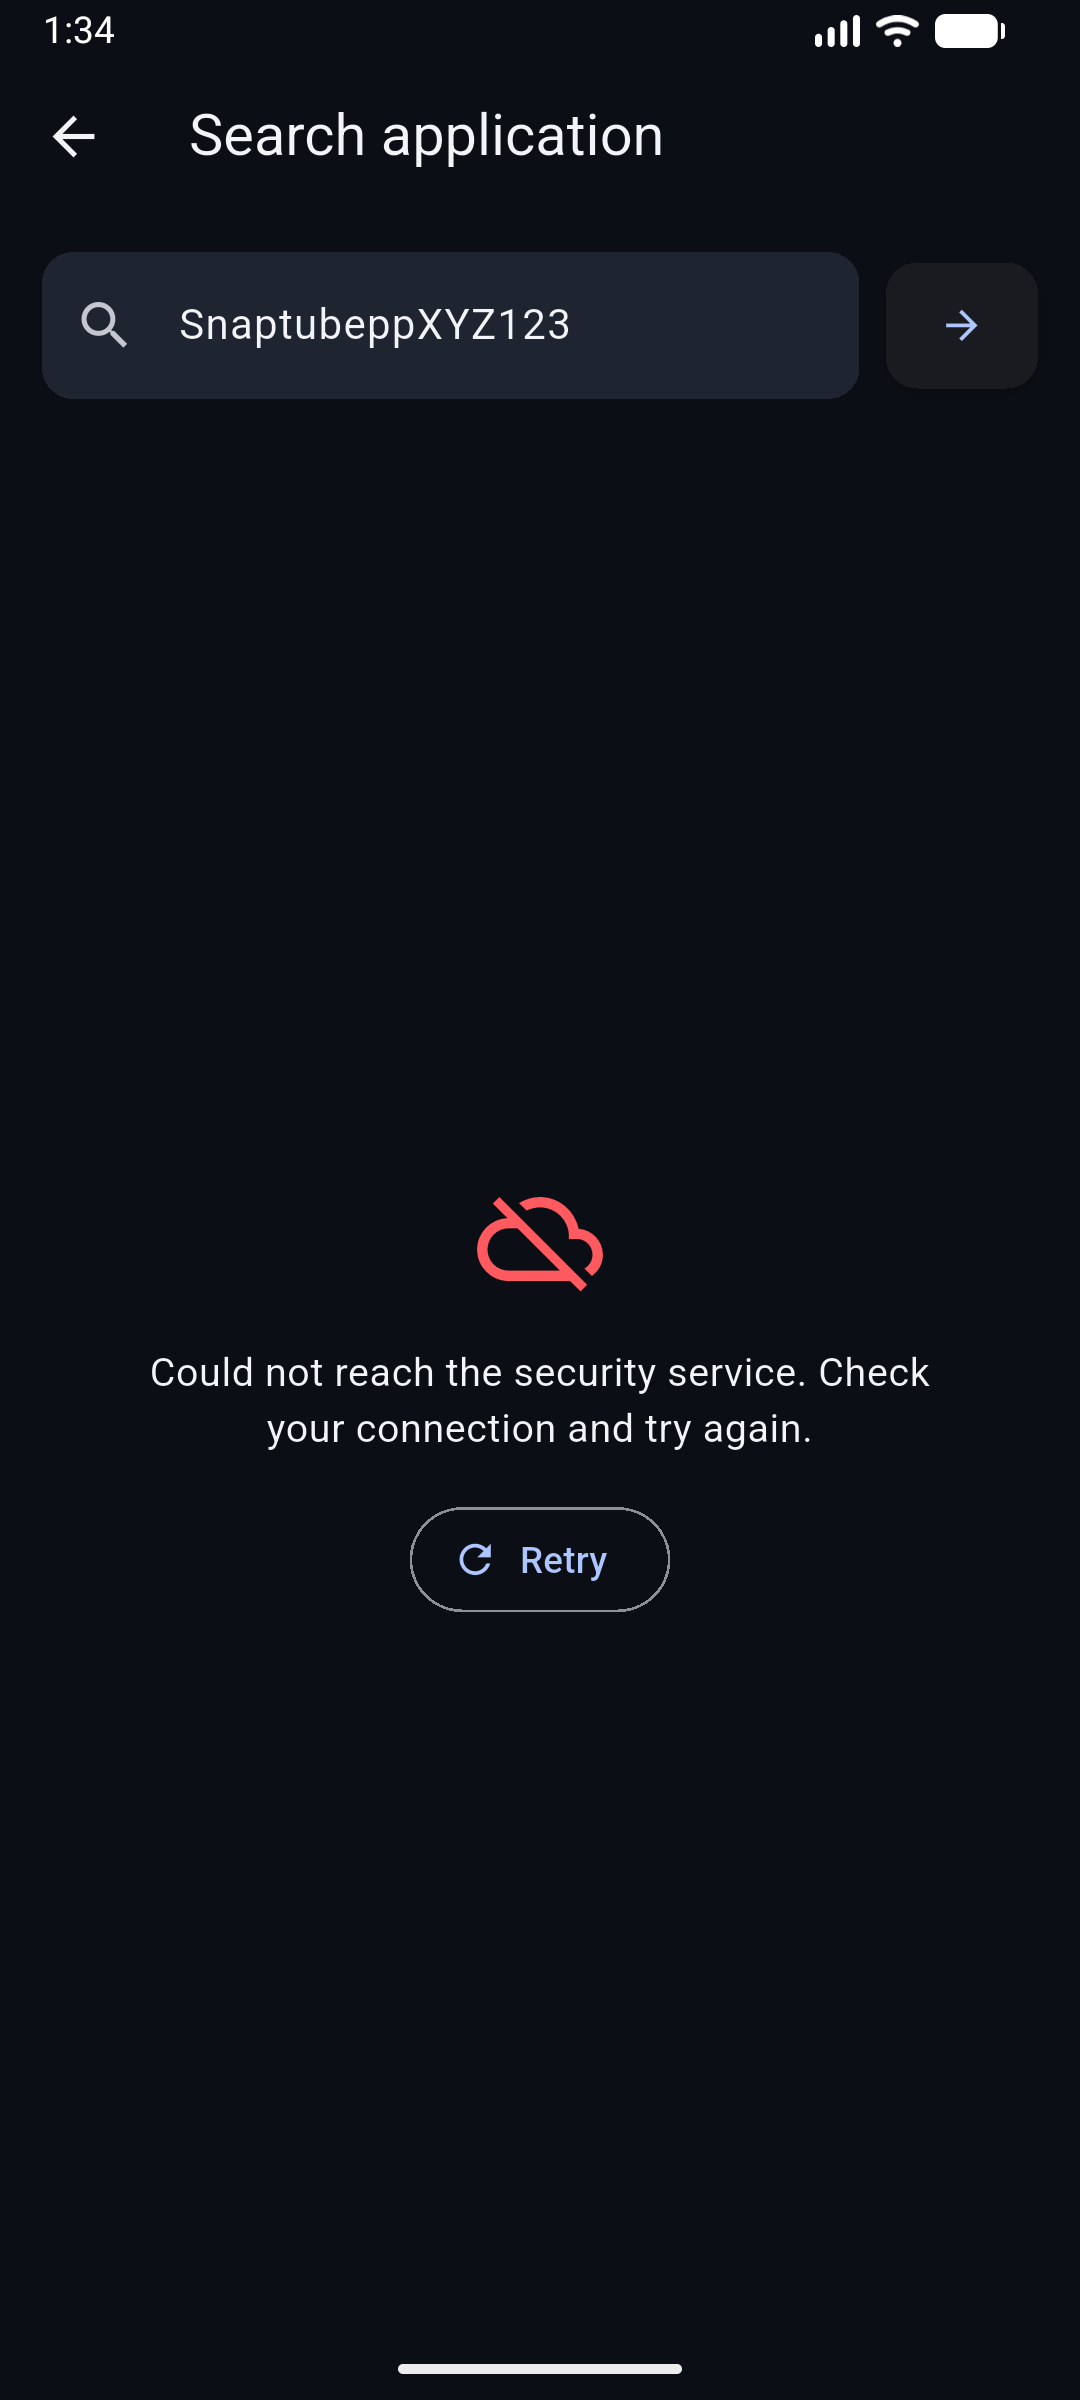 1:34
Search application
SnaptubeppXYZ123
Could not reach the security service. Check
your connection and try again.
Retry